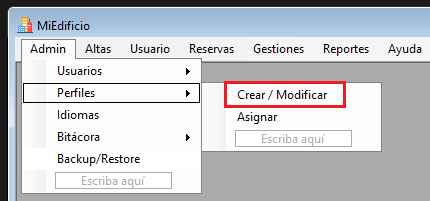 MiEdificio
Admin Altas Usuario Reservas Gestiones Reportes Ayuda
Usuarios
Perfiles
Idiomas
Bitácora
Backup/Restore
Escriba aquí
Crear / Modificar
Asignar
Escriba aquí